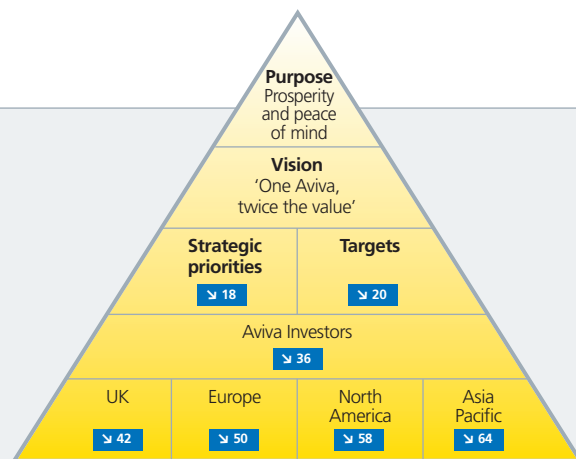 Purpose
Prosperity
and peace
of mind
Vision
‘One Aviva,
twice the value’
Strategic
priorities
↘ 18
Targets
↘ 20
Aviva Investors
↘ 36
UK
↘ 42
Europe
↘ 50
North
America
↘ 58
Asia
Pacific
↘ 64